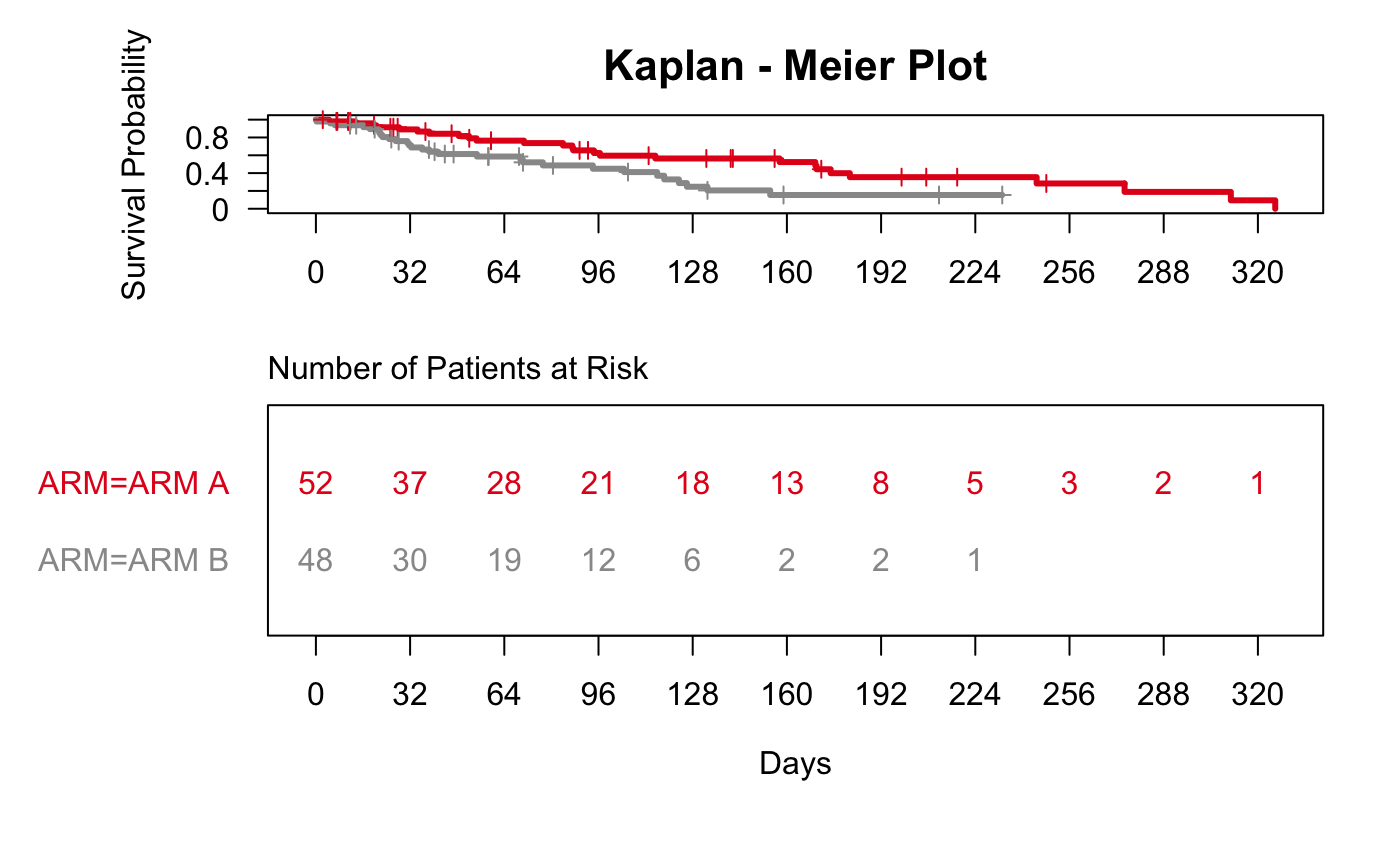 Kaplan - Meier Plot
Survival Probability
0.8
0.4
0
0 32 64 96 128 160 192 224 256 288 320
Number of Patients at Risk
ARM=ARM A 52 37 28 21 18 13 8 5 3 2 1
ARM=ARM B 48 30 19 12 6 2 2 1
0 32 64 96 128 160 192 224 256 288 320
Days